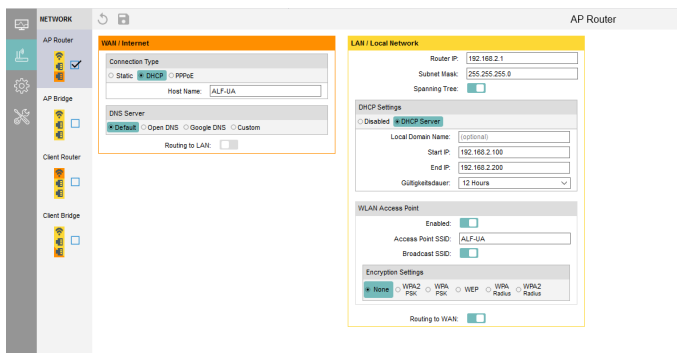 NETWORK
AP Router
AP Router
AP Bridge
Client Router
Client Bridge
WAN / Internet
Connection Type
Static DHCP PPPoE
Host Name: ALF-UA
DNS Server
Default Open DNS Google DNS Custom
Routing to LAN:
LAN / Local Network
Router IP: 192.168.2.1
Subnet Mask: 255.255.255.0
Spanning Tree:
DHCP Settings
Disabled DHCP Server
Local Domain Name: (optional)
Start IP: 192.168.2.100
End IP: 192.168.2.200
Gültigkeitsdauer: 12 Hours
WLAN Access Point
Enabled:
Access Point SSID: ALF-UA
Broadcast SSID:
Encryption Settings
None WPA2 PSK WPA PSK WEP WPA Radius WPA2 Radius
Routing to WAN: